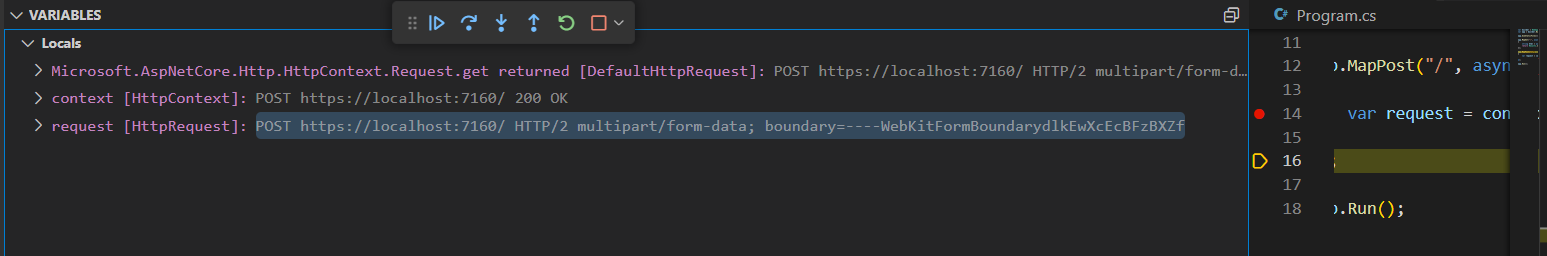 VARIABLES
Locals
Microsoft.AspNetCore.Http.HttpContext.Request.get returned [DefaultHttpRequest]: POST https://localhost:7160/ HTTP/2 multipart/form-d…
context [HttpContext]: POST https://localhost:7160/ 200 OK
request [HttpRequest]: POST https://localhost:7160/ HTTP/2 multipart/form-data; boundary=----WebKitFormBoundarydlkEwXcEcBFzBXZf
C# Program.cs
11
12 p.MapPost("/", asyn
13
14 var request = con
15
16
17
18 p.Run();